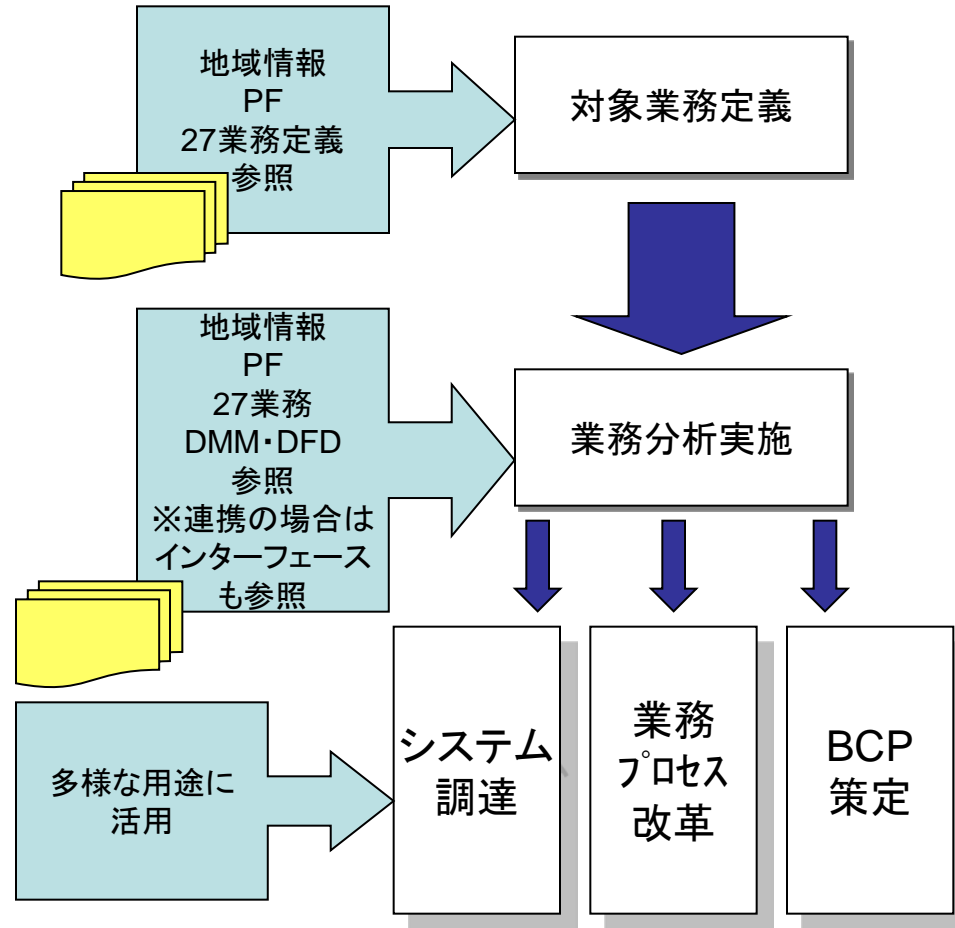 地域情報
PF
27業務定義
参照
対象業務定義
地域情報
PF
27業務
DMM・DFD
参照
※連携の場合は
インターフェース
も参照
業務分析実施
多様な用途に
活用
システム
調達
業務
プロセス
改革
BCP
策定